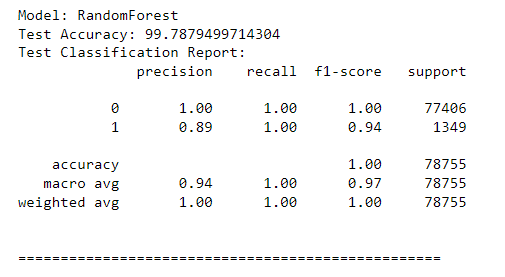 Model: RandomForest
Test Accuracy: 99.7879499714304
Test Classification Report:
              precision    recall  f1-score   support

           0       1.00      1.00      1.00     77406
           1       0.89      1.00      0.94      1349

    accuracy                           1.00     78755
   macro avg       0.94      1.00      0.97     78755
weighted avg       1.00      1.00      1.00     78755

==================================================